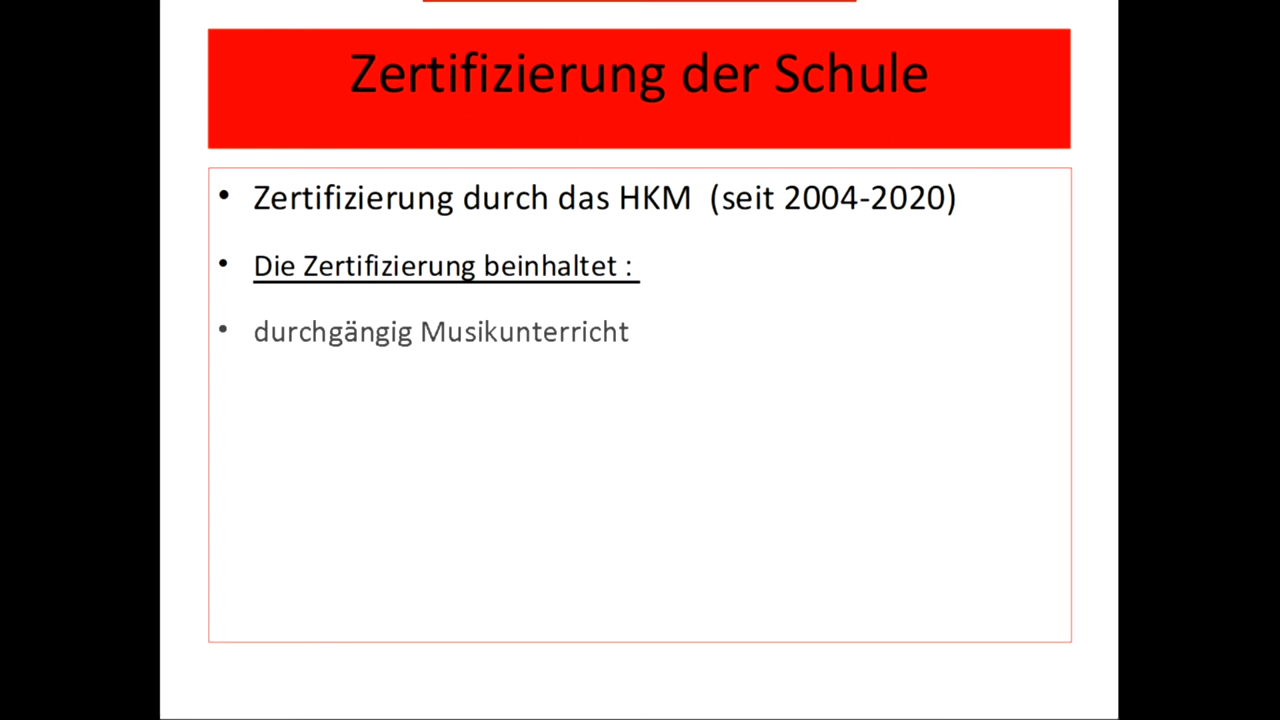 Zertifizierung der Schule
• Zertifizierung durch das HKM (seit 2004-2020)
• Die Zertifizierung beinhaltet :
• durchgängig Musikunterricht